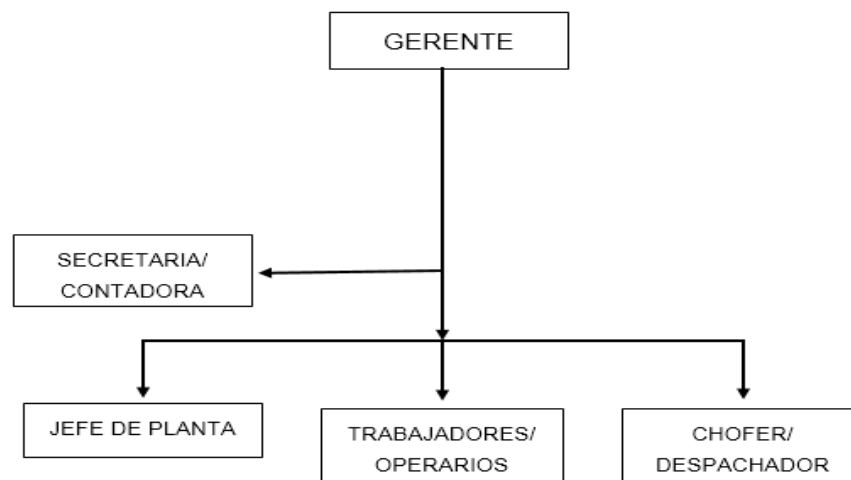 GERENTE
SECRETARIA/
CONTADORA
JEFE DE PLANTA
TRABAJADORES/
OPERARIOS
CHOFER/
DESPACHADOR